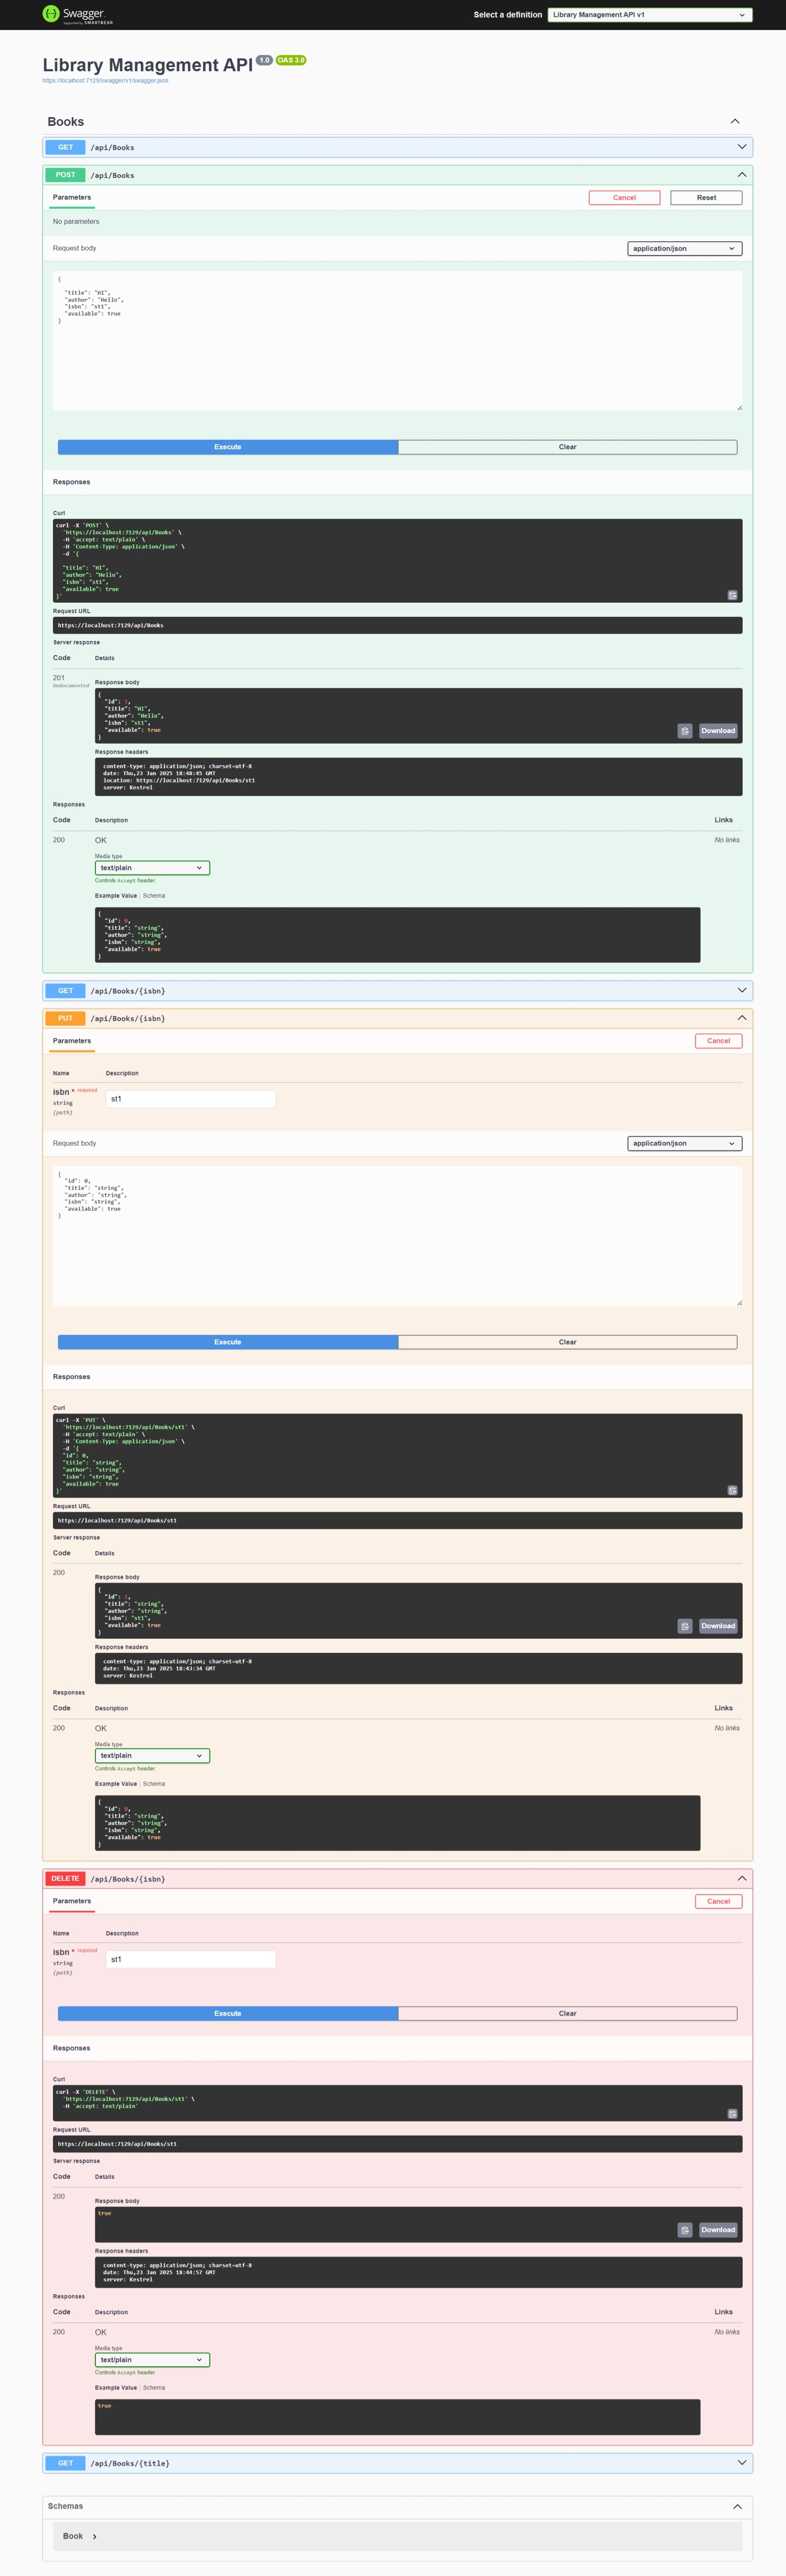 Swagger.
Supported by SMARTBEAR
Select a definition
Library Management API v1
Library Management API 1.0 OAS 3.0
https://localhost:7129/swagger/v1/swagger.json
Books
GET /api/Books
POST /api/Books
Parameters
Cancel
Reset
No parameters
Request body
application/json
{
"title": "HI",
"author": "Hello",
"isbn": "st1",
"available": true
}
Execute
Clear
Responses
Curl
curl -X 'POST' \
'https://localhost:7129/api/Books' \
-H 'accept: text/plain' \
-H 'Content-Type: application/json' \
-d '{
"title": "HI",
"author": "Hello",
"isbn": "st1",
"available": true
}'
Request URL
https://localhost:7129/api/Books
Server response
Code Details
201
Undocumented
Response body
{
"id": 1,
"title": "HI",
"author": "Hello",
"isbn": "st1",
"available": true
}
Download
Response headers
content-type: application/json; charset=utf-8
date: Thu,23 Jan 2025 18:40:45 GMT
location: https://localhost:7129/api/Books/st1
server: Kestrel
Responses
Code Description Links
200 OK No links
Media type
text/plain
Controls Accept header.
Example Value Schema
{
"id": 0,
"title": "string",
"author": "string",
"isbn": "string",
"available": true
}
GET /api/Books/{isbn}
PUT /api/Books/{isbn}
Parameters
Cancel
Name Description
isbn * required
string
(path)
st1
Request body
application/json
{
"id": 0,
"title": "string",
"author": "string",
"isbn": "string",
"available": true
}
Execute
Clear
Responses
Curl
curl -X 'PUT' \
'https://localhost:7129/api/Books/st1' \
-H 'accept: text/plain' \
-H 'Content-Type: application/json' \
-d '{
"id": 0,
"title": "string",
"author": "string",
"isbn": "string",
"available": true
}'
Request URL
https://localhost:7129/api/Books/st1
Server response
Code Details
200
Response body
{
"id": 1,
"title": "string",
"author": "string",
"isbn": "st1",
"available": true
}
Download
Response headers
content-type: application/json; charset=utf-8
date: Thu,23 Jan 2025 18:43:34 GMT
server: Kestrel
Responses
Code Description Links
200 OK No links
Media type
text/plain
Controls Accept header.
Example Value Schema
{
"id": 0,
"title": "string",
"author": "string",
"isbn": "string",
"available": true
}
DELETE /api/Books/{isbn}
Parameters
Cancel
Name Description
isbn * required
string
(path)
st1
Execute
Clear
Responses
Curl
curl -X 'DELETE' \
'https://localhost:7129/api/Books/st1' \
-H 'accept: text/plain'
Request URL
https://localhost:7129/api/Books/st1
Server response
Code Details
200
Response body
true
Download
Response headers
content-type: application/json; charset=utf-8
date: Thu,23 Jan 2025 18:44:57 GMT
server: Kestrel
Responses
Code Description Links
200 OK No links
Media type
text/plain
Controls Accept header.
Example Value Schema
true
GET /api/Books/{title}
Schemas
Book